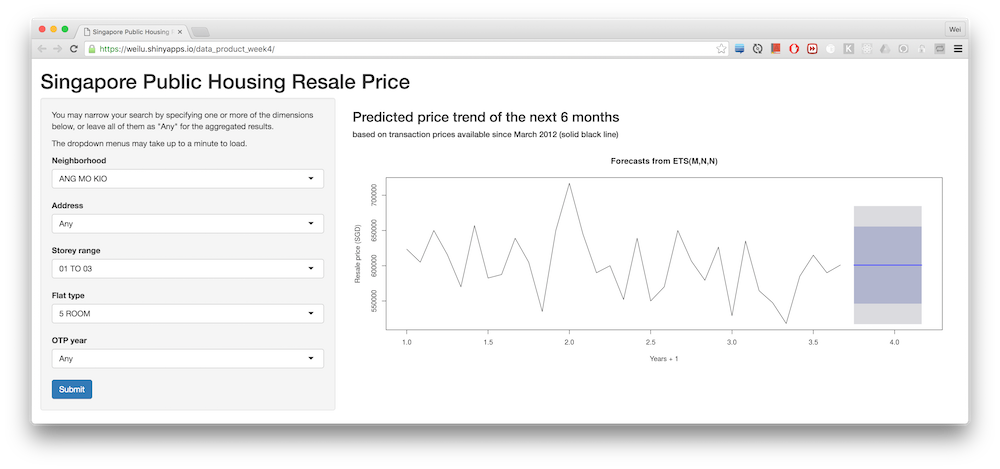 Singapore Public Housing
Wei
https://weilu.shinyapps.io/data_product_week4/
Singapore Public Housing Resale Price
You may narrow your search by specifying one or more of the dimensions
below, or leave all of them as "Any" for the aggregated results.
The dropdown menus may take up to a minute to load.
Neighborhood
ANG MO KIO
Address
Any
Storey range
01 TO 03
Flat type
5 ROOM
OTP year
Any
Submit
Predicted price trend of the next 6 months
based on transaction prices available since March 2012 (solid black line)
Forecasts from ETS(M,N,N)
Resale price (SGD)
700000
650000
600000
550000
1.0 1.5 2.0 2.5 3.0 3.5 4.0
Years + 1